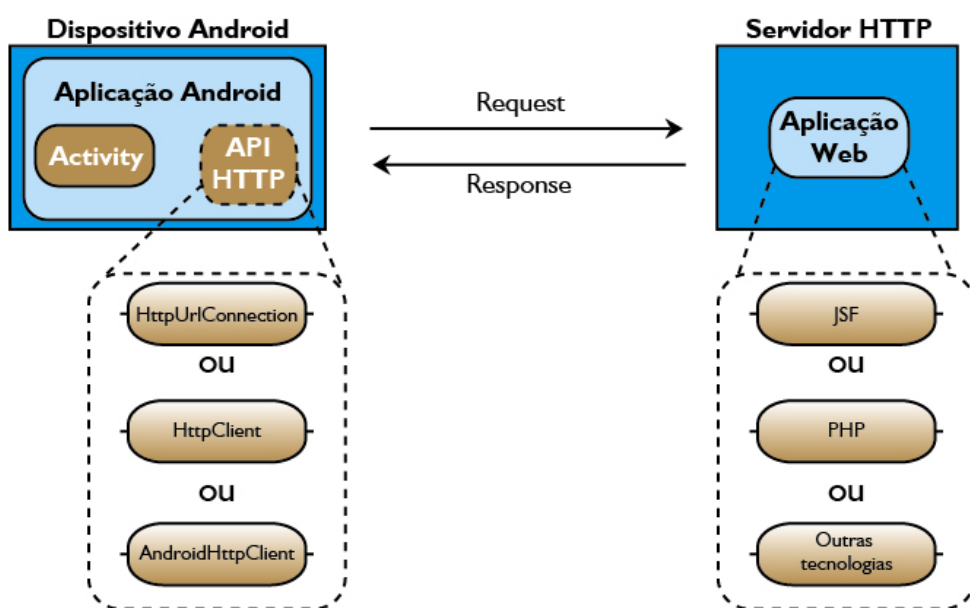 Dispositivo Android
Servidor HTTP
Aplicação Android
Activity
API
HTTP
Request
Response
Aplicação
Web
HttpUrlConnection
ou
HttpClient
ou
AndroidHttpClient
JSF
ou
PHP
ou
Outras
tecnologias